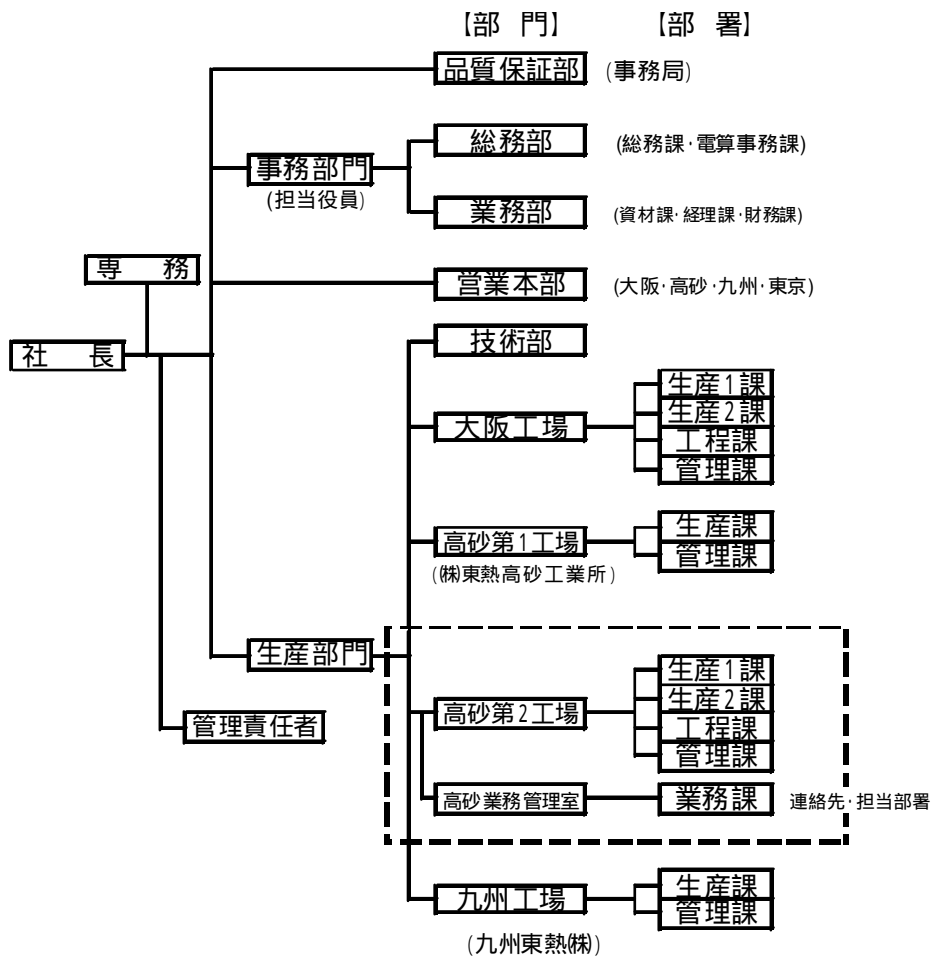 【部　門】　【部　署】
品質保証部　(事務局)
総務部　(総務課･電算事務課)
事務部門
(担当役員)
業務部　(資材課･経理課･財務課)
専　務
営業本部　(大阪･高砂･九州･東京)
社　長
技術部
生産1課
大阪工場
生産2課
工程課
管理課
高砂第1工場
(㈱東熱高砂工業所)
生産課
管理課
生産部門
管理責任者
高砂第2工場
生産1課
生産2課
工程課
管理課
高砂業務管理室　業務課　連絡先･担当部署
九州工場
(九州東熱㈱)
生産課
管理課